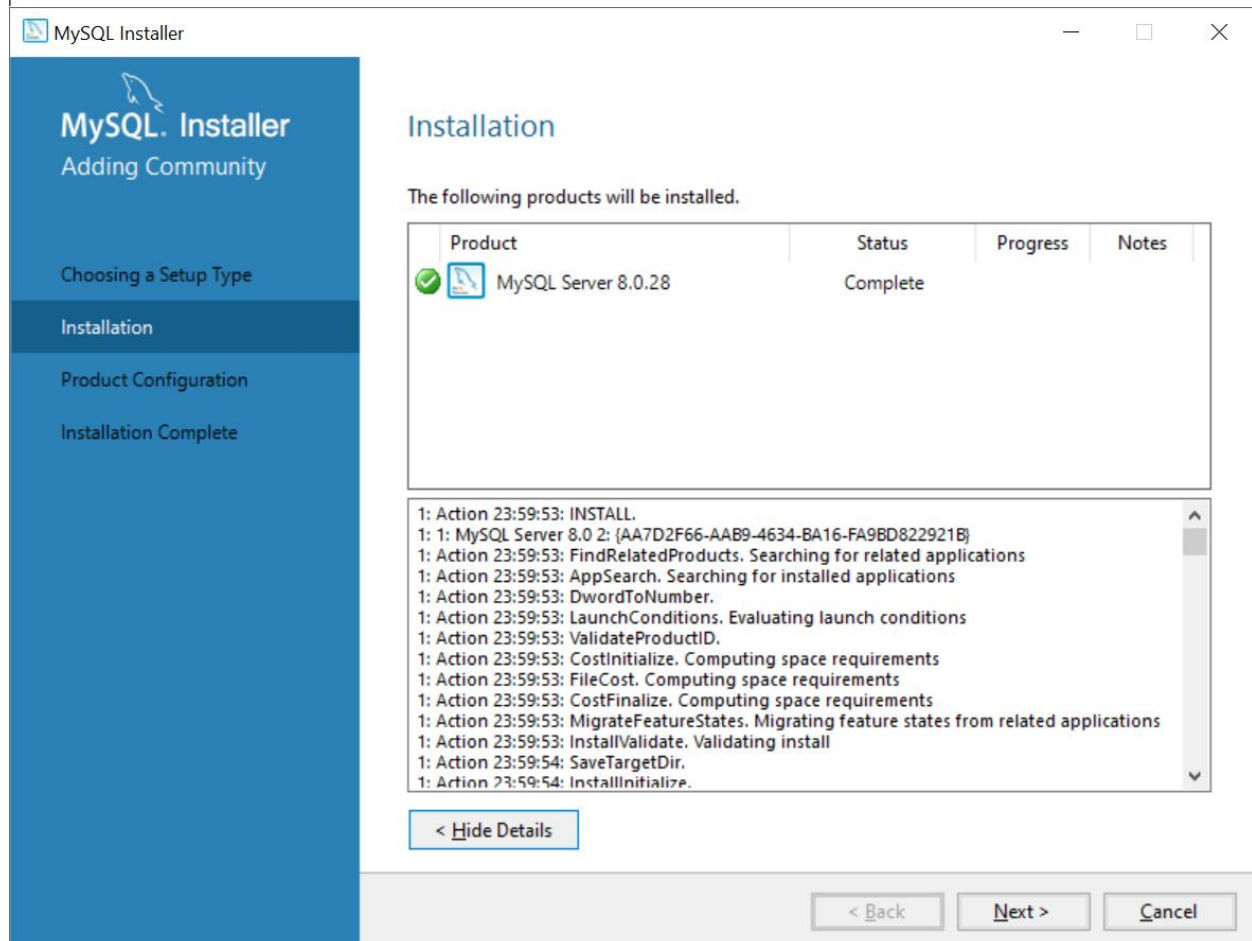 MySQL Installer
MySQL. Installer
Adding Community
Choosing a Setup Type
Installation
Product Configuration
Installation Complete
Installation
The following products will be installed.
Product Status Progress Notes
MySQL Server 8.0.28 Complete
1: Action 23:59:53: INSTALL.
1: 1: MySQL Server 8.0 2: {AA7D2F66-AAB9-4634-BA16-FA9BD822921B}
1: Action 23:59:53: FindRelatedProducts. Searching for related applications
1: Action 23:59:53: AppSearch. Searching for installed applications
1: Action 23:59:53: DwordToNumber.
1: Action 23:59:53: LaunchConditions. Evaluating launch conditions
1: Action 23:59:53: ValidateProductID.
1: Action 23:59:53: CostInitialize. Computing space requirements
1: Action 23:59:53: FileCost. Computing space requirements
1: Action 23:59:53: CostFinalize. Computing space requirements
1: Action 23:59:53: MigrateFeatureStates. Migrating feature states from related applications
1: Action 23:59:53: InstallValidate. Validating install
1: Action 23:59:54: SaveTargetDir.
1: Action 23:59:54: InstallInitialize.
< Hide Details
< Back Next > Cancel